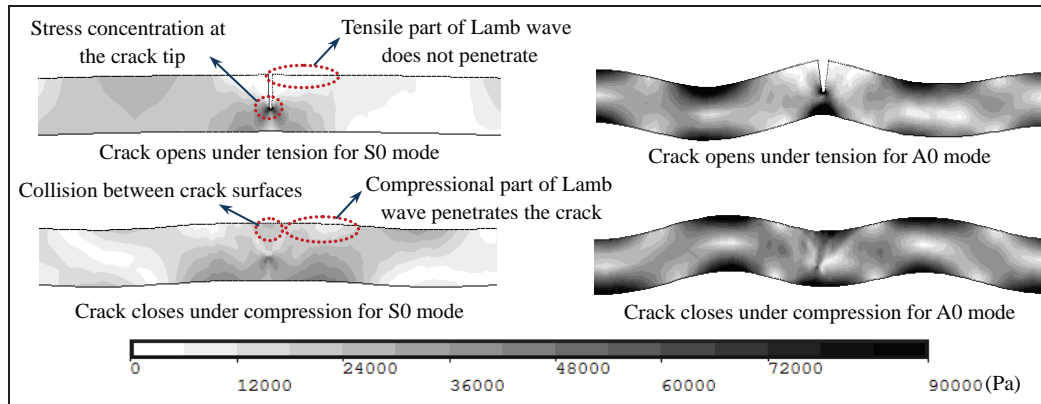 Stress concentration at
the crack tip
Tensile part of Lamb wave
does not penetrate
Crack opens under tension for S0 mode
Crack opens under tension for A0 mode
Collision between crack surfaces
Compressional part of Lamb
wave penetrates the crack
Crack closes under compression for S0 mode
Crack closes under compression for A0 mode
0 24000 48000 72000
12000 36000 60000 90000 (Pa)